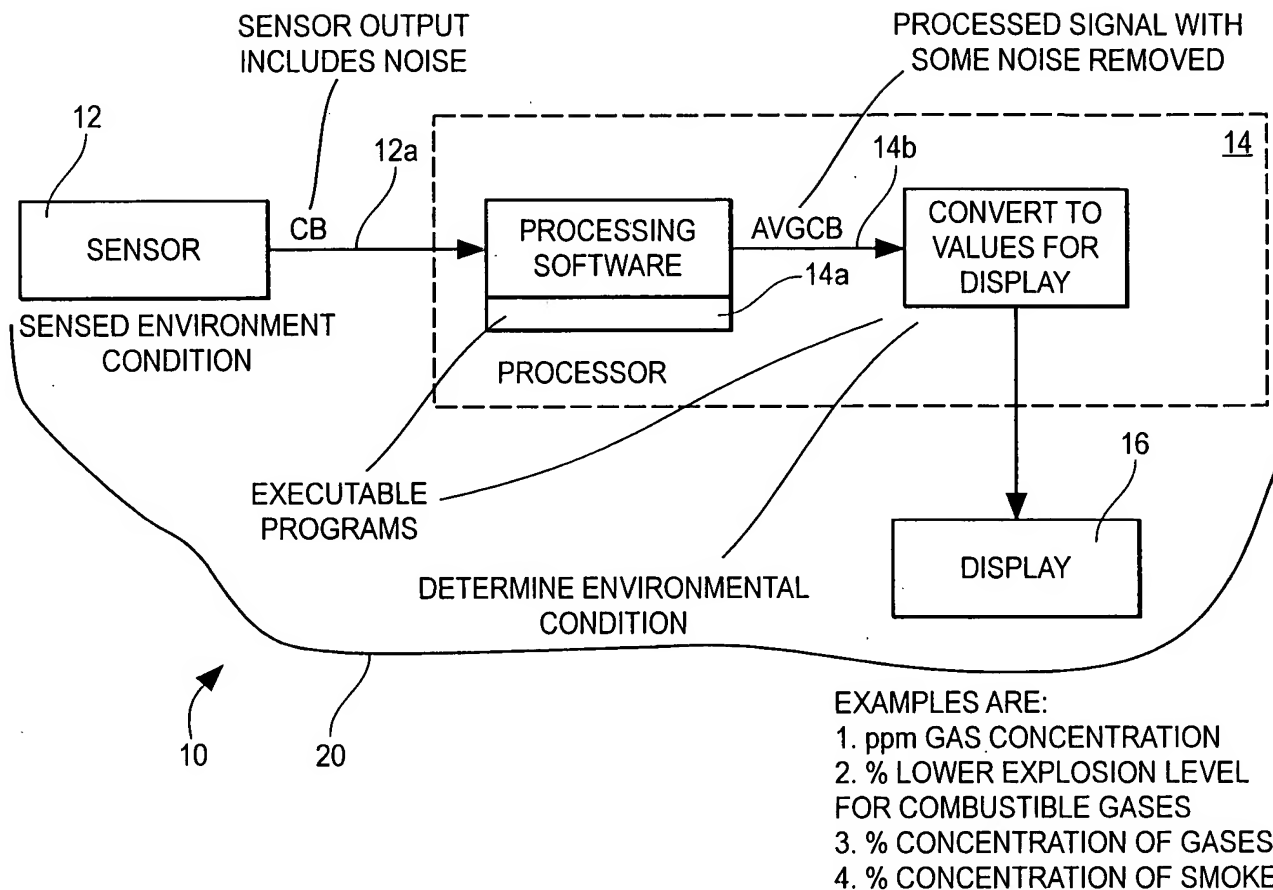 SENSOR OUTPUT
INCLUDES NOISE
PROCESSED SIGNAL WITH
SOME NOISE REMOVED
12
12a
14b
14
CB
AVGCB
SENSOR
PROCESSING
SOFTWARE
14a
CONVERT TO
VALUES FOR
DISPLAY
SENSED ENVIRONMENT
CONDITION
PROCESSOR
EXECUTABLE
PROGRAMS
16
DISPLAY
DETERMINE ENVIRONMENTAL
CONDITION
10
20
EXAMPLES ARE:
1. ppm GAS CONCENTRATION
2. % LOWER EXPLOSION LEVEL
FOR COMBUSTIBLE GASES
3. % CONCENTRATION OF GASES
4. % CONCENTRATION OF SMOKE